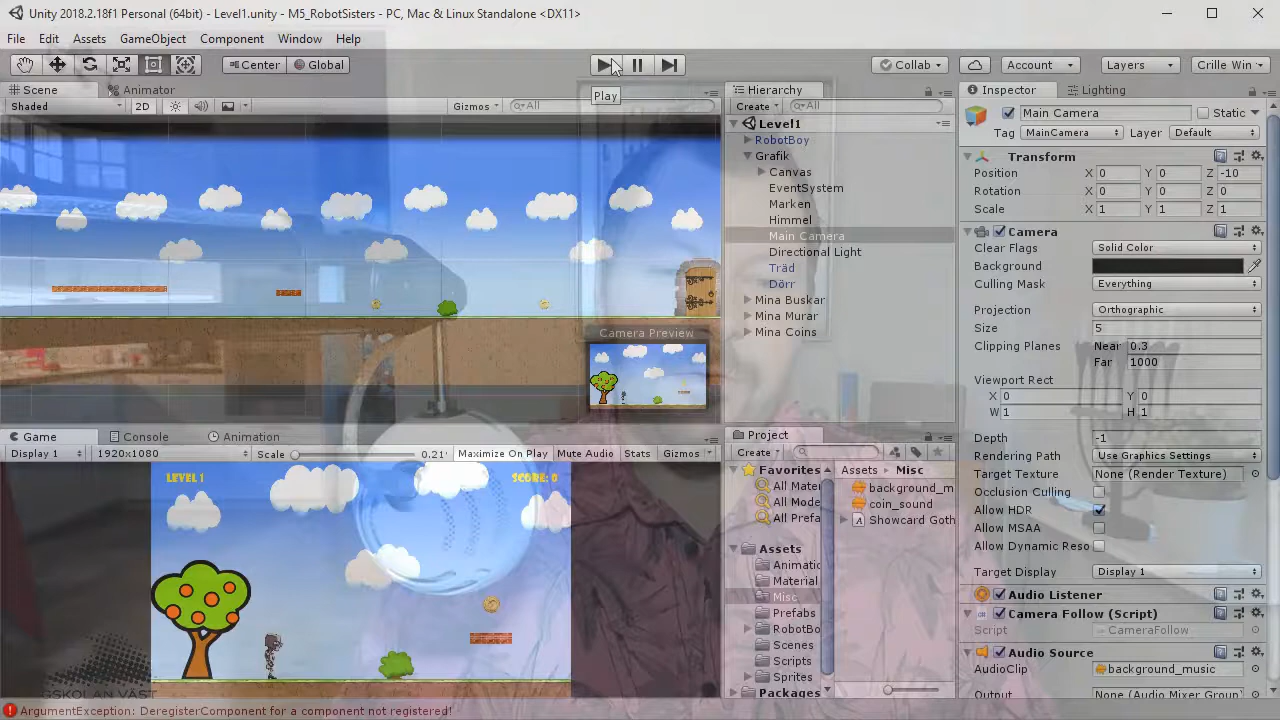 Unity 2018.2.18f1 Personal (64bit) - Level1.unity - M5_RobotSisters - PC, Mac & Linux Standalone <DX11>
File Edit Assets GameObject Component Window Help
Center Global Collab Account Layers Crille Win
Play
Scene Animator
Shaded 2D Gizmos All
Camera Preview
Game Console Animation
Display 1 1920x1080 Scale 0.21 Maximize On Play Mute Audio Stats Gizmos
LEVEL 1 SCORE: 0
GSKOLAN VÄST
Hierarchy
Create All
Level1
RobotBoy
Grafik
Canvas
EventSystem
Marken
Himmel
Main Camera
Directional Light
Träd
Dörr
Mina Buskar
Mina Murar
Mina Coins
Project
Create
Favorites
All Mater
All Mode
All Prefa
Assets
Animatic
Material
Misc
Prefabs
RobotBo
Scenes
Scripts
Sprites
Packages
Assets Misc
background_m
coin_sound
Showcard Goth
Inspector Lighting
Main Camera Static
Tag MainCamera Layer Default
Transform
Position X 0 Y 0 Z -10
Rotation X 0 Y 0 Z 0
Scale X 1 Y 1 Z 1
Camera
Clear Flags Solid Color
Background
Culling Mask Everything
Projection Orthographic
Size 5
Clipping Planes Near 0.3
Far 1000
Viewport Rect
X 0 Y 0
W 1 H 1
Depth -1
Rendering Path Use Graphics Settings
Target Texture None (Render Texture)
Occlusion Culling
Allow HDR
Allow MSAA
Allow Dynamic Reso
Target Display Display 1
Audio Listener
Camera Follow (Script)
Script CameraFollow
Audio Source
AudioClip background_music
Output None (Audio Mixer Group)
ArgumentException: DeregisterComponent for a component not registered!